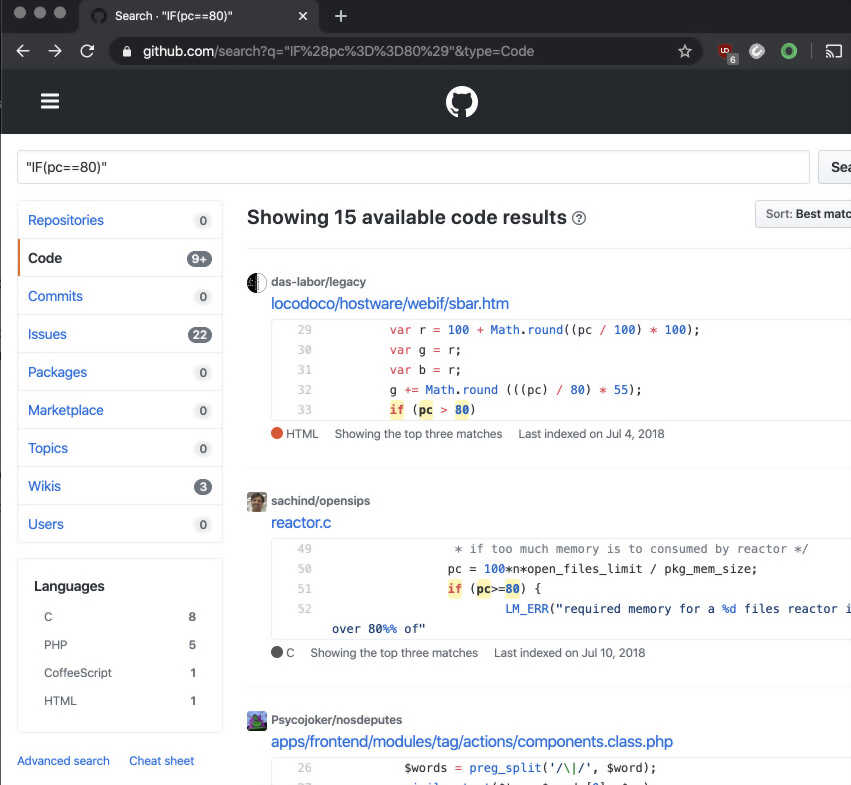 Search · "IF(pc==80)"
github.com/search?q="IF%28pc%3D%3D80%29"&type=Code
6
"IF(pc==80)"
Sea
Repositories 0
Code 9+
Commits 0
Issues 22
Packages 0
Marketplace 0
Topics 0
Wikis 3
Users 0
Languages
C 8
PHP 5
CoffeeScript 1
HTML 1
Advanced search Cheat sheet
Showing 15 available code results
Sort: Best matc
das-labor/legacy
locodoco/hostware/webif/sbar.htm
29 var r = 100 + Math.round((pc / 100) * 100);
30 var g = r;
31 var b = r;
32 g += Math.round (((pc) / 80) * 55);
33 if (pc > 80)
HTML Showing the top three matches Last indexed on Jul 4, 2018
sachind/opensips
reactor.c
49 * if too much memory is to consumed by reactor */
50 pc = 100*n*open_files_limit / pkg_mem_size;
51 if (pc>=80) {
52 LM_ERR("required memory for a %d files reactor i
over 80%% of"
C Showing the top three matches Last indexed on Jul 10, 2018
Psycojoker/nosdeputes
apps/frontend/modules/tag/actions/components.class.php
26 $words = preg_split('/\|/', $word);